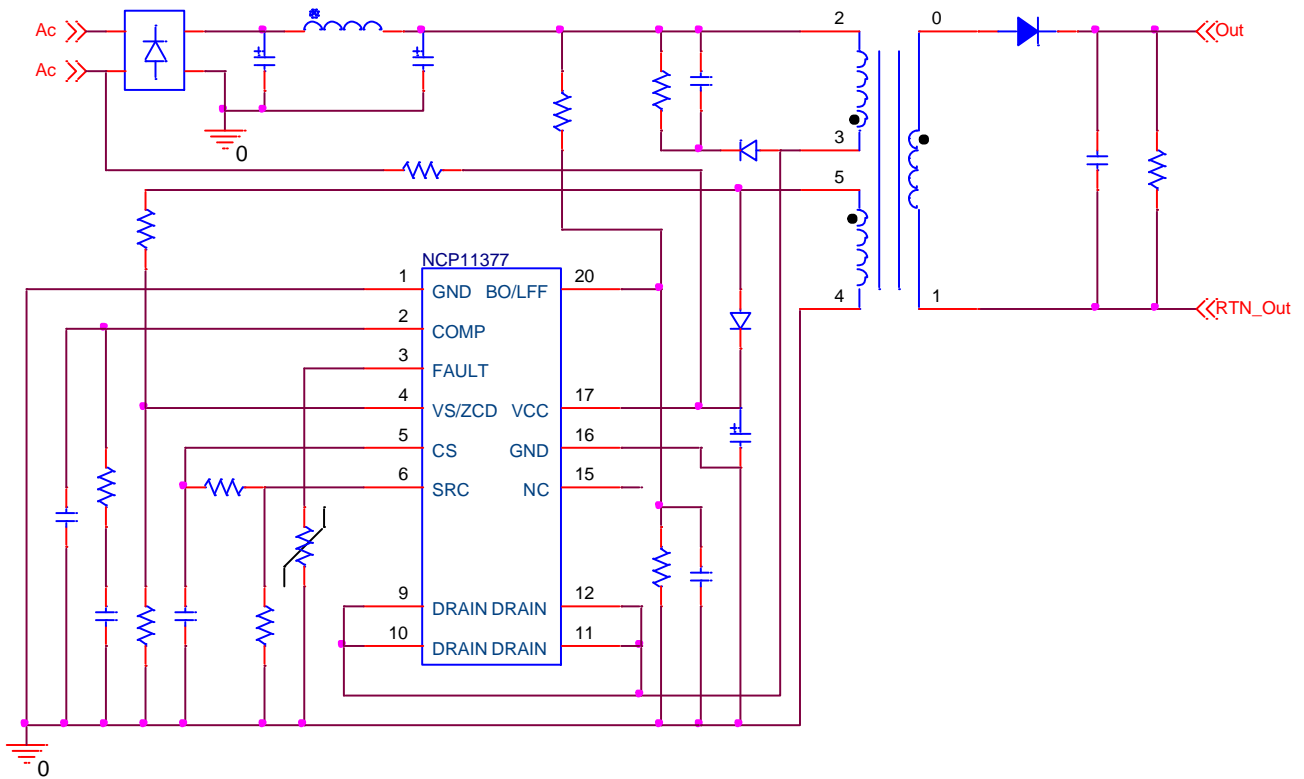 Ac
Ac
0
2
3
5
4
0
1
Out
RTN_Out
NCP11377
1
GND
BO/LFF
20
2
COMP
3
FAULT
4
VS/ZCD
VCC
17
5
CS
GND
16
6
SRC
NC
15
9
DRAIN
DRAIN
12
10
DRAIN
DRAIN
11
0